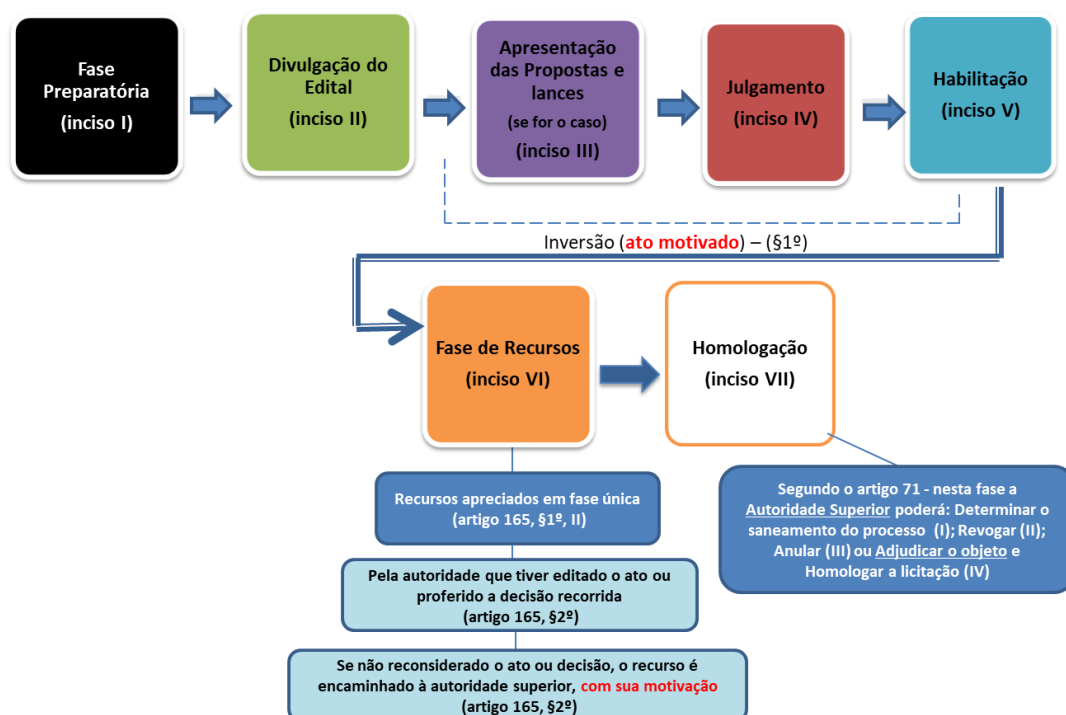 Fase
Preparatória
(inciso I)
Divulgação do
Edital
(inciso II)
Apresentação
das Propostas e
lances
(se for o caso)
(inciso III)
Julgamento
(inciso IV)
Habilitação
(inciso V)
Inversão (ato motivado) – (§1º)
Fase de Recursos
(inciso VI)
Homologação
(inciso VII)
Recursos apreciados em fase única
(artigo 165, §1º, II)
Pela autoridade que tiver editado o ato ou
proferido a decisão recorrida
(artigo 165, §2º)
Se não reconsiderado o ato ou decisão, o recurso é
encaminhado à autoridade superior, com sua motivação
(artigo 165, §2º)
Segundo o artigo 71 - nesta fase a
Autoridade Superior poderá: Determinar o
saneamento do processo (I); Revogar (II);
Anular (III) ou Adjudicar o objeto e
Homologar a licitação (IV)